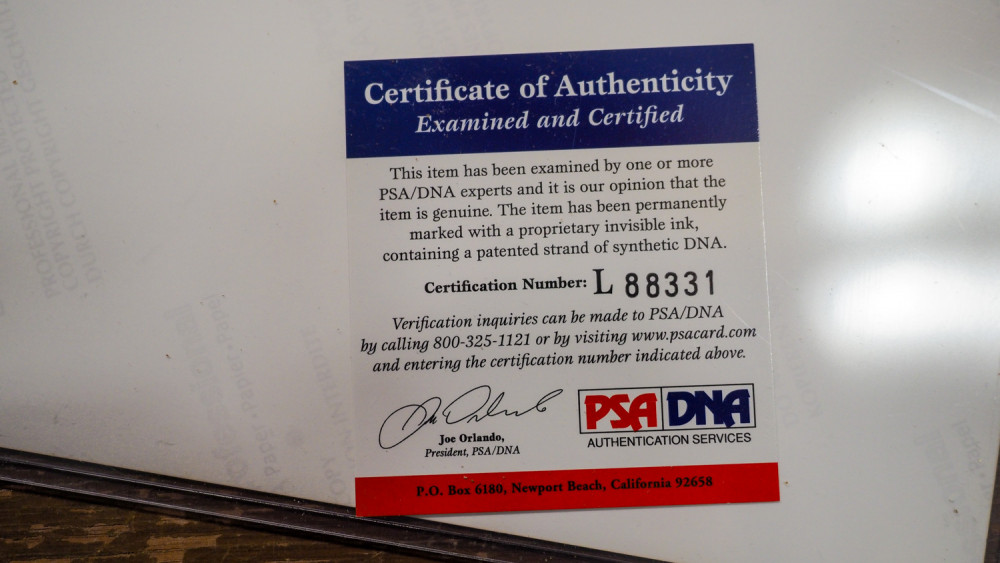 Certificate of Authenticity
Examined and Certified
This item has been examined by one or more
PSA/DNA experts and it is our opinion that the
item is genuine. The item has been permanently
marked with a proprietary invisible ink,
containing a patented strand of synthetic DNA.
Certification Number: L 88331
Verification inquiries can be made to PSA/DNA
by calling 800-325-1121 or by visiting www.psacard.com
and entering the certification number indicated above.
Joe Orlando,
President, PSA/DNA
PSA DNA
AUTHENTICATION SERVICES
P.O. Box 6180, Newport Beach, California 92658